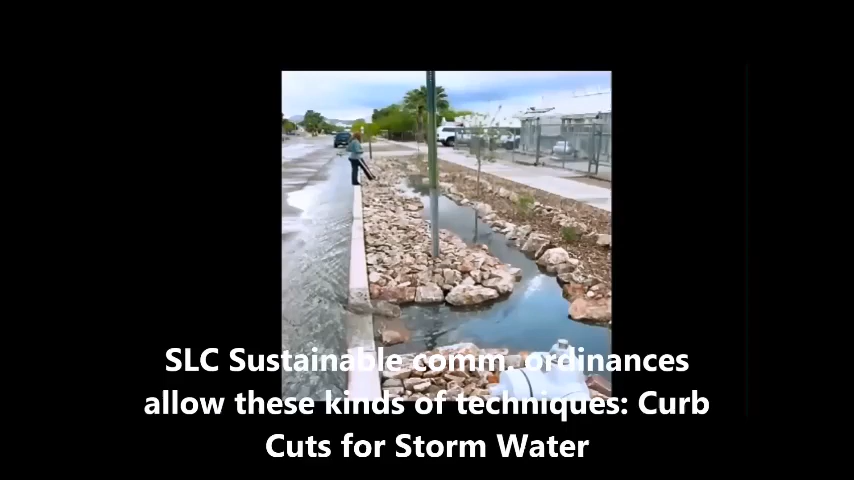 SLC Sustainable comm. ordinances
allow these kinds of techniques: Curb
Cuts for Storm Water